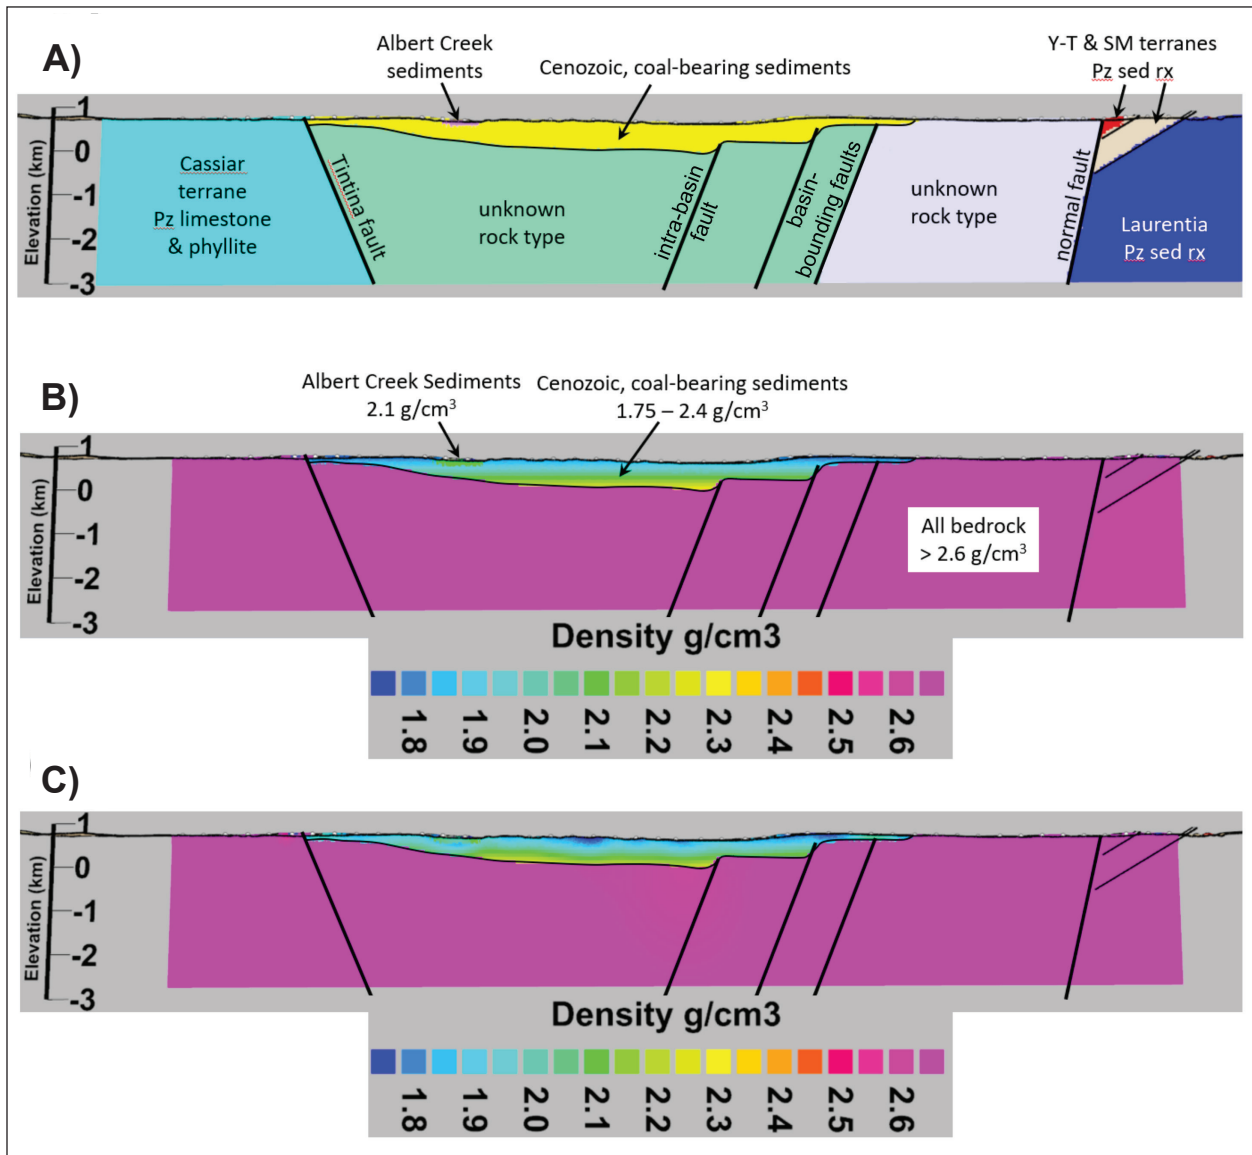 A)
Albert Creek
sediments
Cenozoic, coal-bearing sediments
Y-T & SM terranes
Pz sed rx
Elevation (km)
1
0
-1
-2
-3
Cassiar
terrane
Pz limestone
& phyllite
Tintina fault
unknown
rock type
intra-basin
fault
basin-
bounding faults
unknown
rock type
normal fault
Laurentia
Pz sed rx
B)
Albert Creek Sediments
2.1 g/cm³
Cenozoic, coal-bearing sediments
1.75 – 2.4 g/cm³
Elevation (km)
1
0
-1
-2
-3
All bedrock
> 2.6 g/cm³
Density g/cm3
1.8 1.9 2.0 2.1 2.2 2.3 2.4 2.5 2.6
C)
Elevation (km)
1
0
-1
-2
-3
Density g/cm3
1.8 1.9 2.0 2.1 2.2 2.3 2.4 2.5 2.6